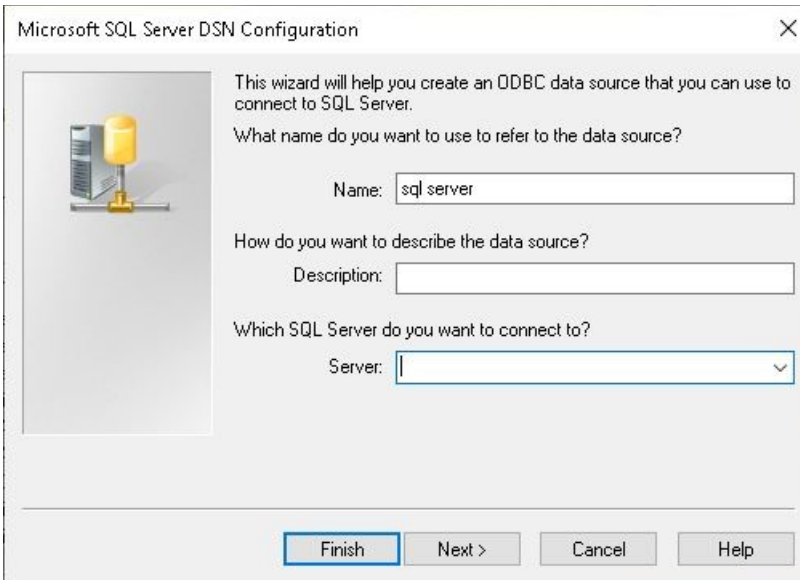 Microsoft SQL Server DSN Configuration
This wizard will help you create an ODBC data source that you can use to
connect to SQL Server.
What name do you want to use to refer to the data source?
Name: sql server
How do you want to describe the data source?
Description:
Which SQL Server do you want to connect to?
Server:
Finish Next > Cancel Help